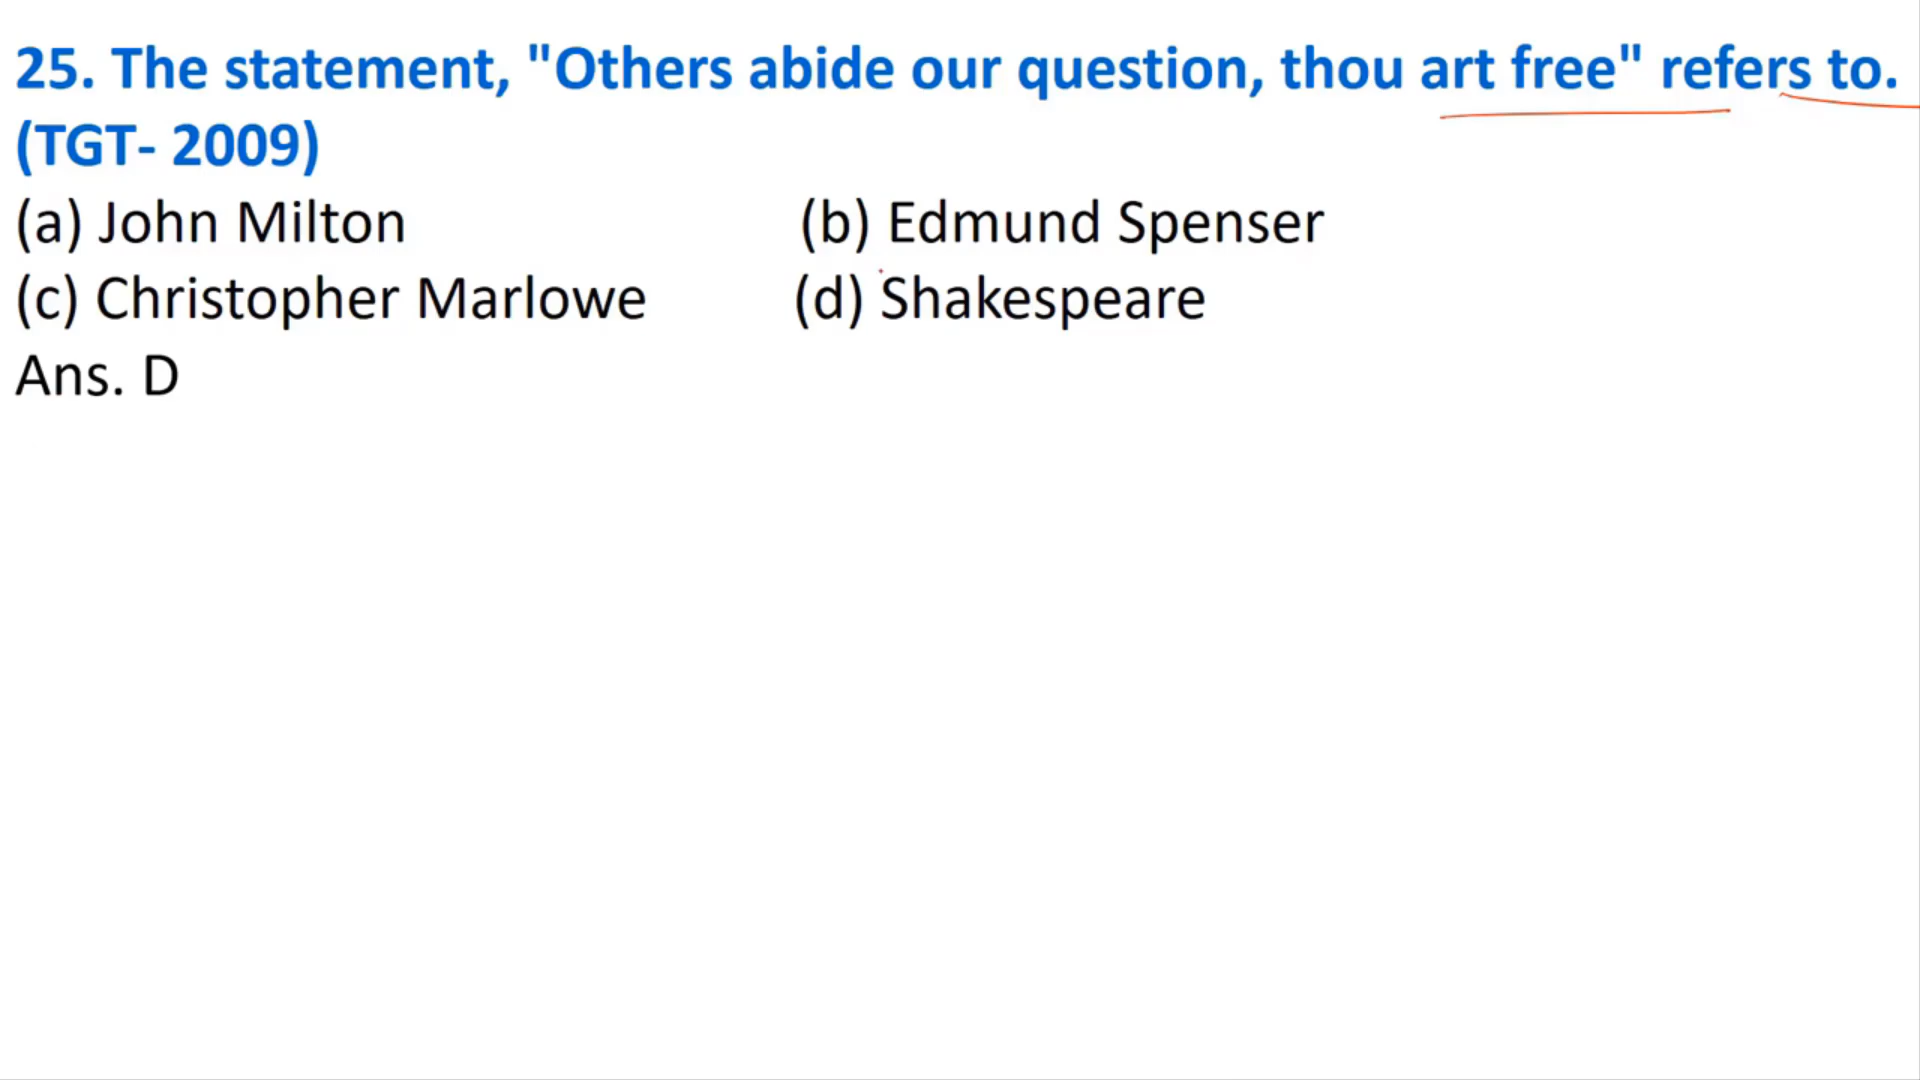 25. The statement, "Others abide our question, thou art free" refers to.
(TGT- 2009)
(a) John Milton (b) Edmund Spenser
(c) Christopher Marlowe (d) Shakespeare
Ans. D